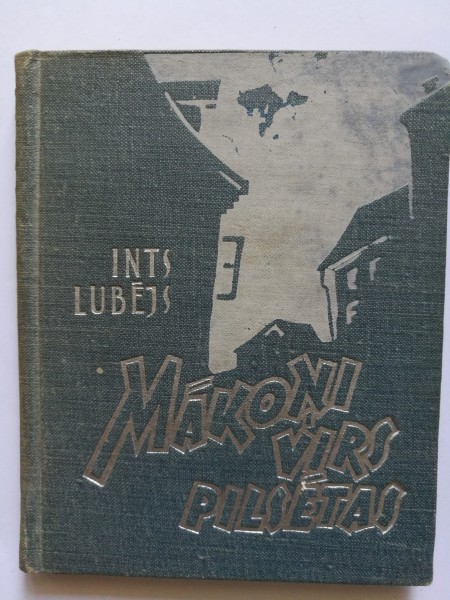 INTS
LUBĒJS
MĀKOŅI
VIRS
PILSĒTAS